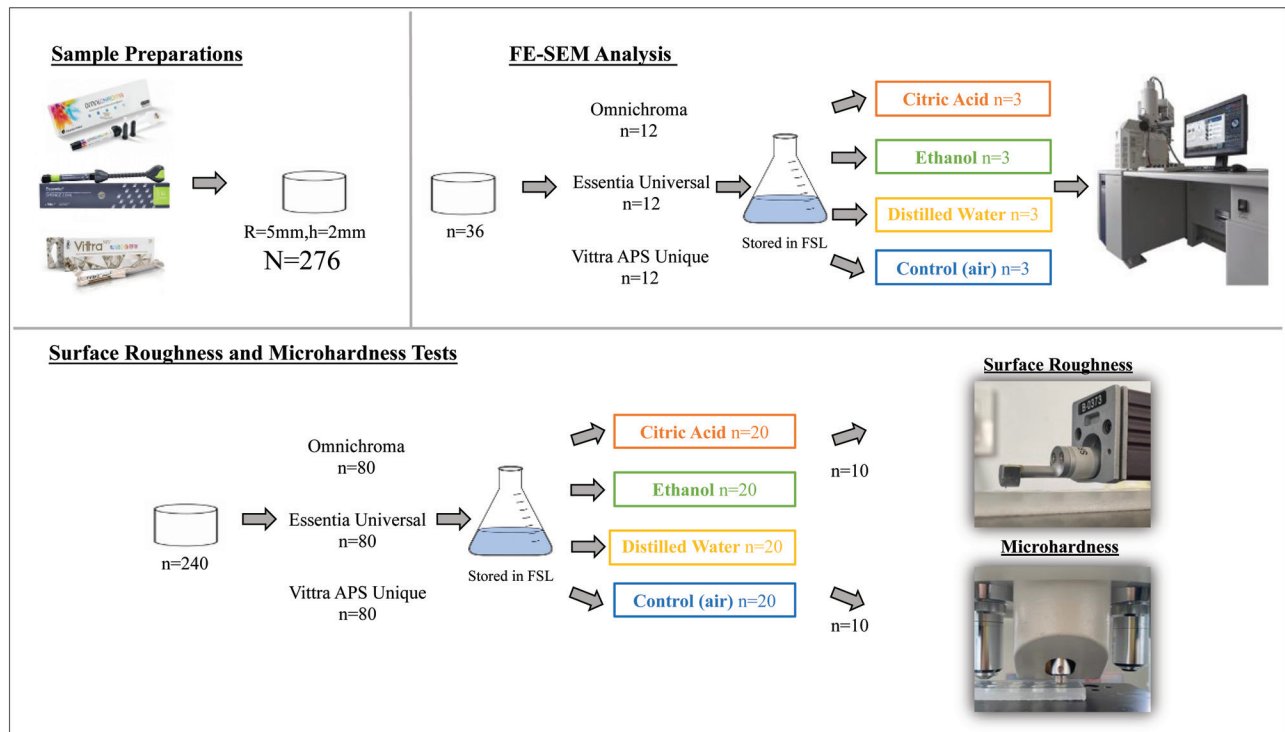 Sample Preparations
OMNICHROMA
Vittra
R=5mm,h=2mm
N=276
FE-SEM Analysis
n=36
Omnichroma
n=12
Essentia Universal
n=12
Vittra APS Unique
n=12
Stored in FSL
Citric Acid n=3
Ethanol n=3
Distilled Water n=3
Control (air) n=3
Surface Roughness and Microhardness Tests
n=240
Omnichroma
n=80
Essentia Universal
n=80
Vittra APS Unique
n=80
Stored in FSL
Citric Acid n=20
Ethanol n=20
Distilled Water n=20
Control (air) n=20
n=10
n=10
Surface Roughness
B-0373
Microhardness